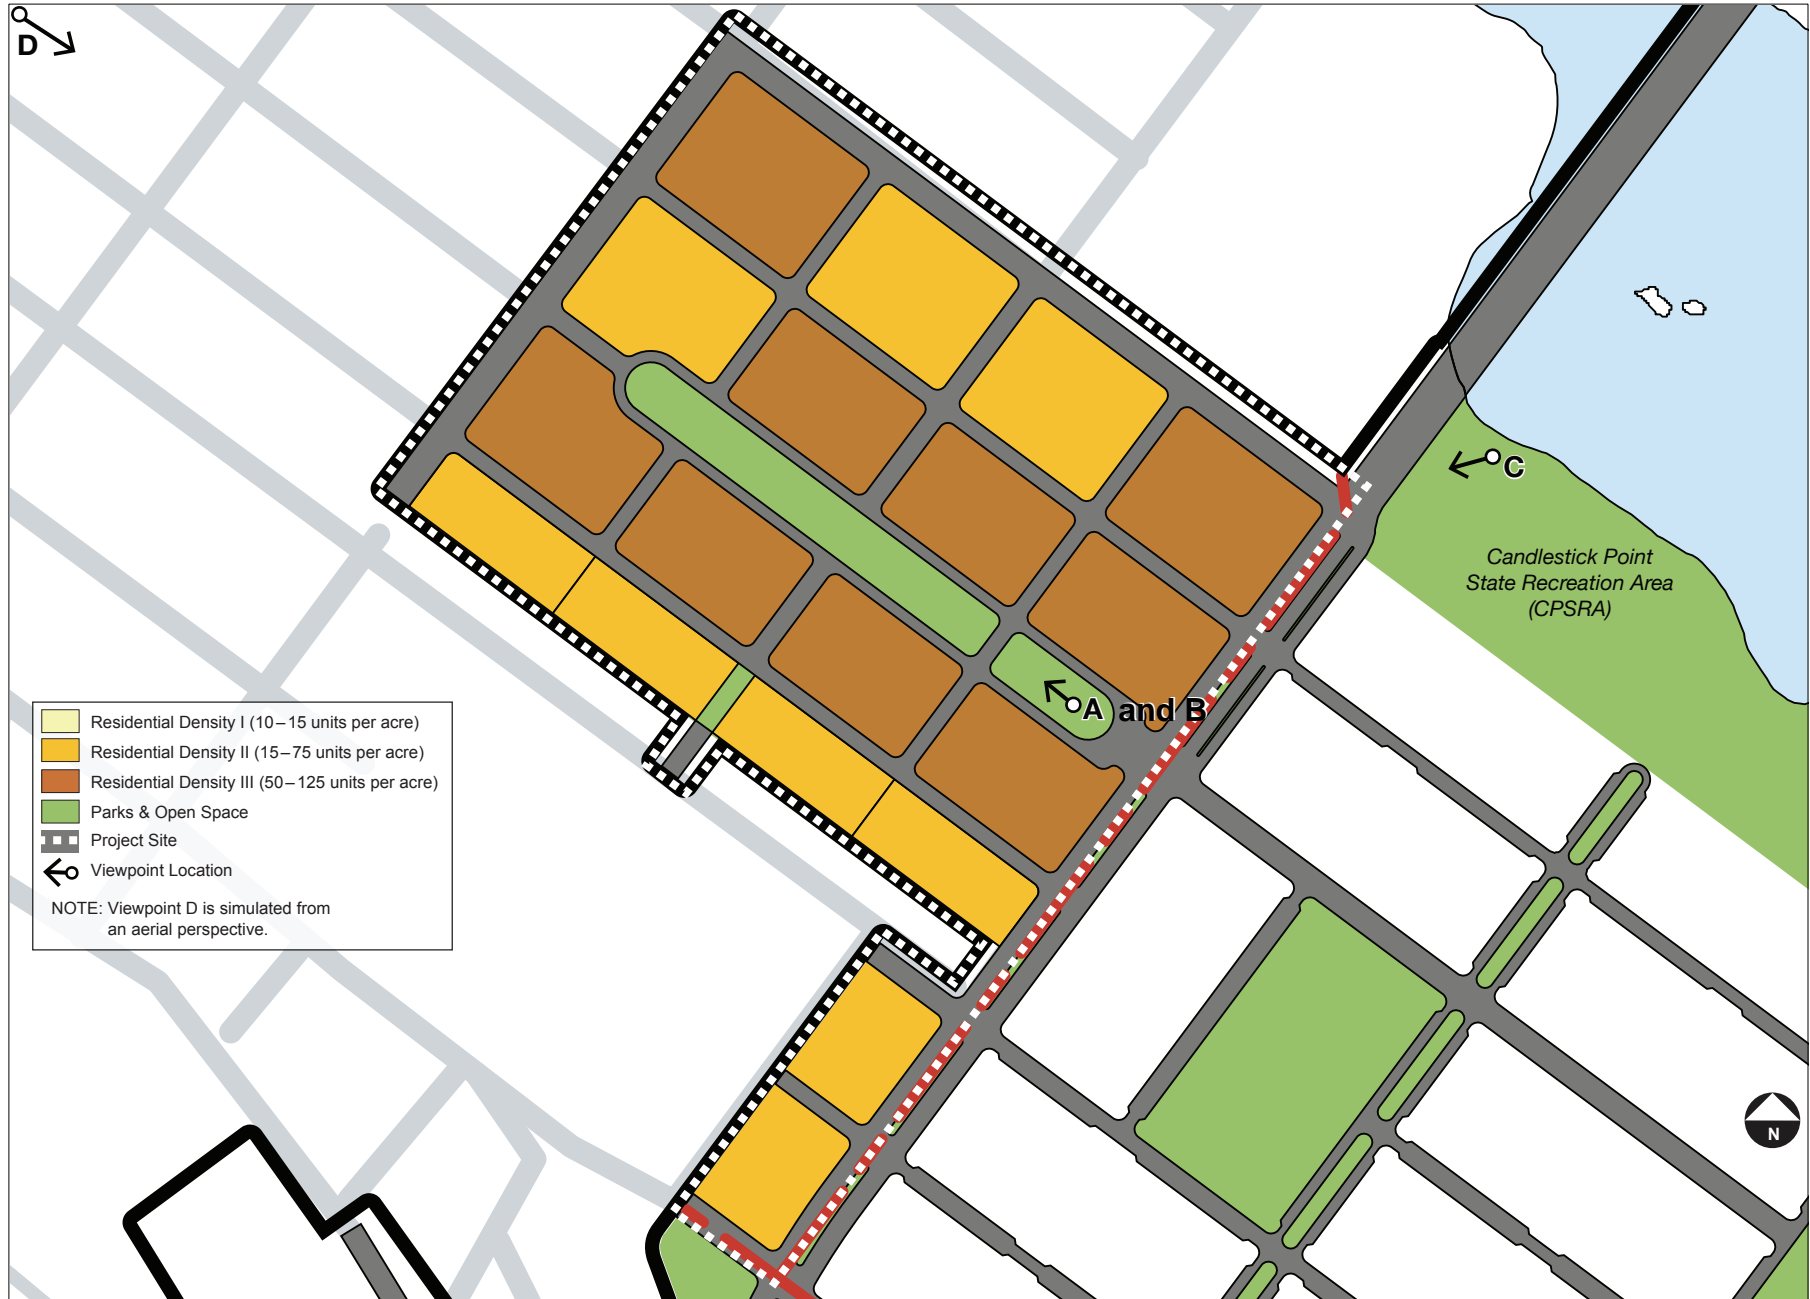 D
C
Candlestick Point
State Recreation Area
(CPSRA)
A and B
Residential Density I (10–15 units per acre)
Residential Density II (15–75 units per acre)
Residential Density III (50–125 units per acre)
Parks & Open Space
Project Site
Viewpoint Location
NOTE: Viewpoint D is simulated from
an aerial perspective.
N